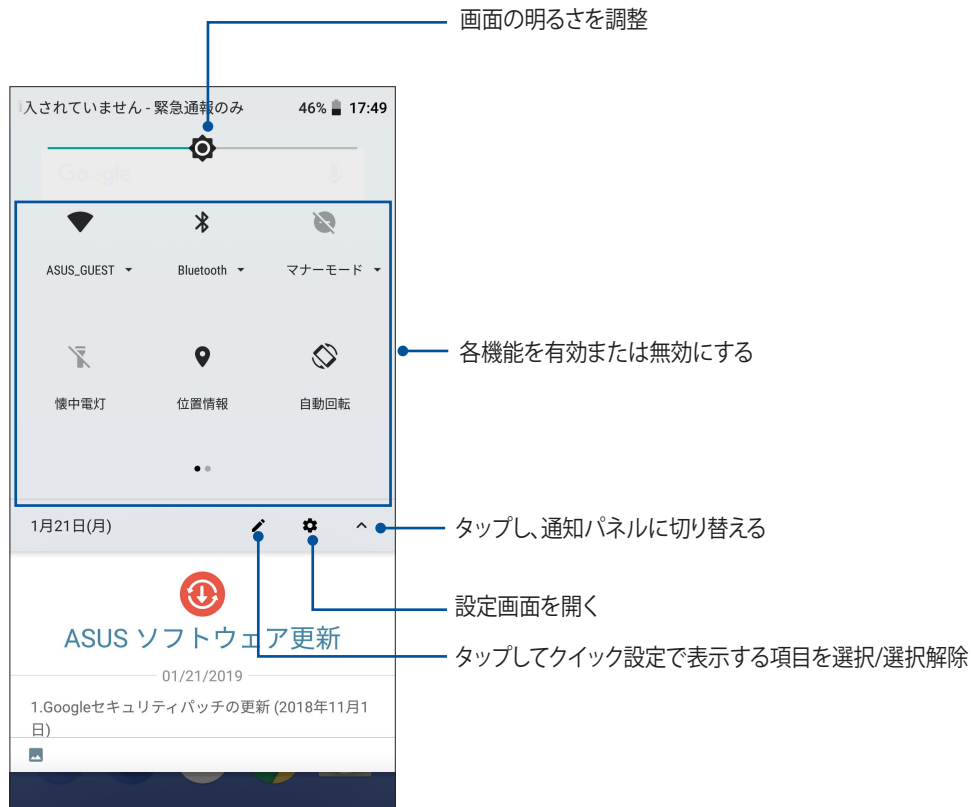 画面の明るさを調整
入されていません - 緊急通報のみ 46% 17:49
Google
ASUS_GUEST Bluetooth マナーモード
各機能を有効または無効にする
懐中電灯 位置情報 自動回転
1月21日(月)
タップし、通知パネルに切り替える
設定画面を開く
ASUS ソフトウェア更新
タップしてクイック設定で表示する項目を選択/選択解除
01/21/2019
1.Googleセキュリティパッチの更新 (2018年11月1
日)